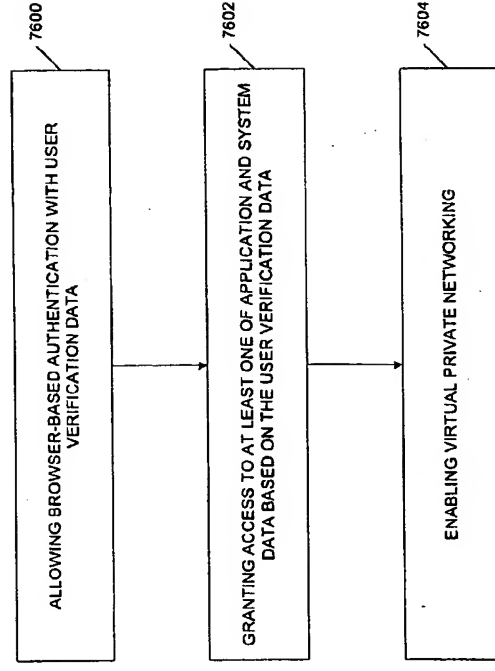 7600
ALLOWING BROWSER-BASED AUTHENTICATION WITH USER
VERIFICATION DATA
7602
GRANTING ACCESS TO AT LEAST ONE OF APPLICATION AND SYSTEM
DATA BASED ON THE USER VERIFICATION DATA
7604
ENABLING VIRTUAL PRIVATE NETWORKING